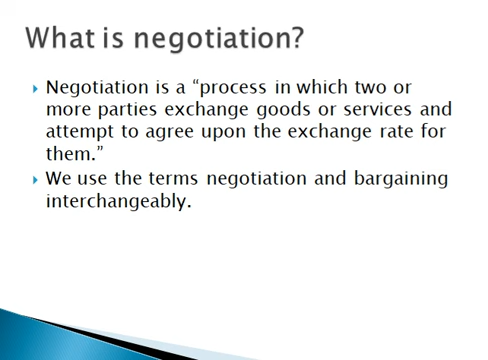 What is negotiation?
Negotiation is a “process in which two or
more parties exchange goods or services and
attempt to agree upon the exchange rate for
them.”
We use the terms negotiation and bargaining
interchangeably.